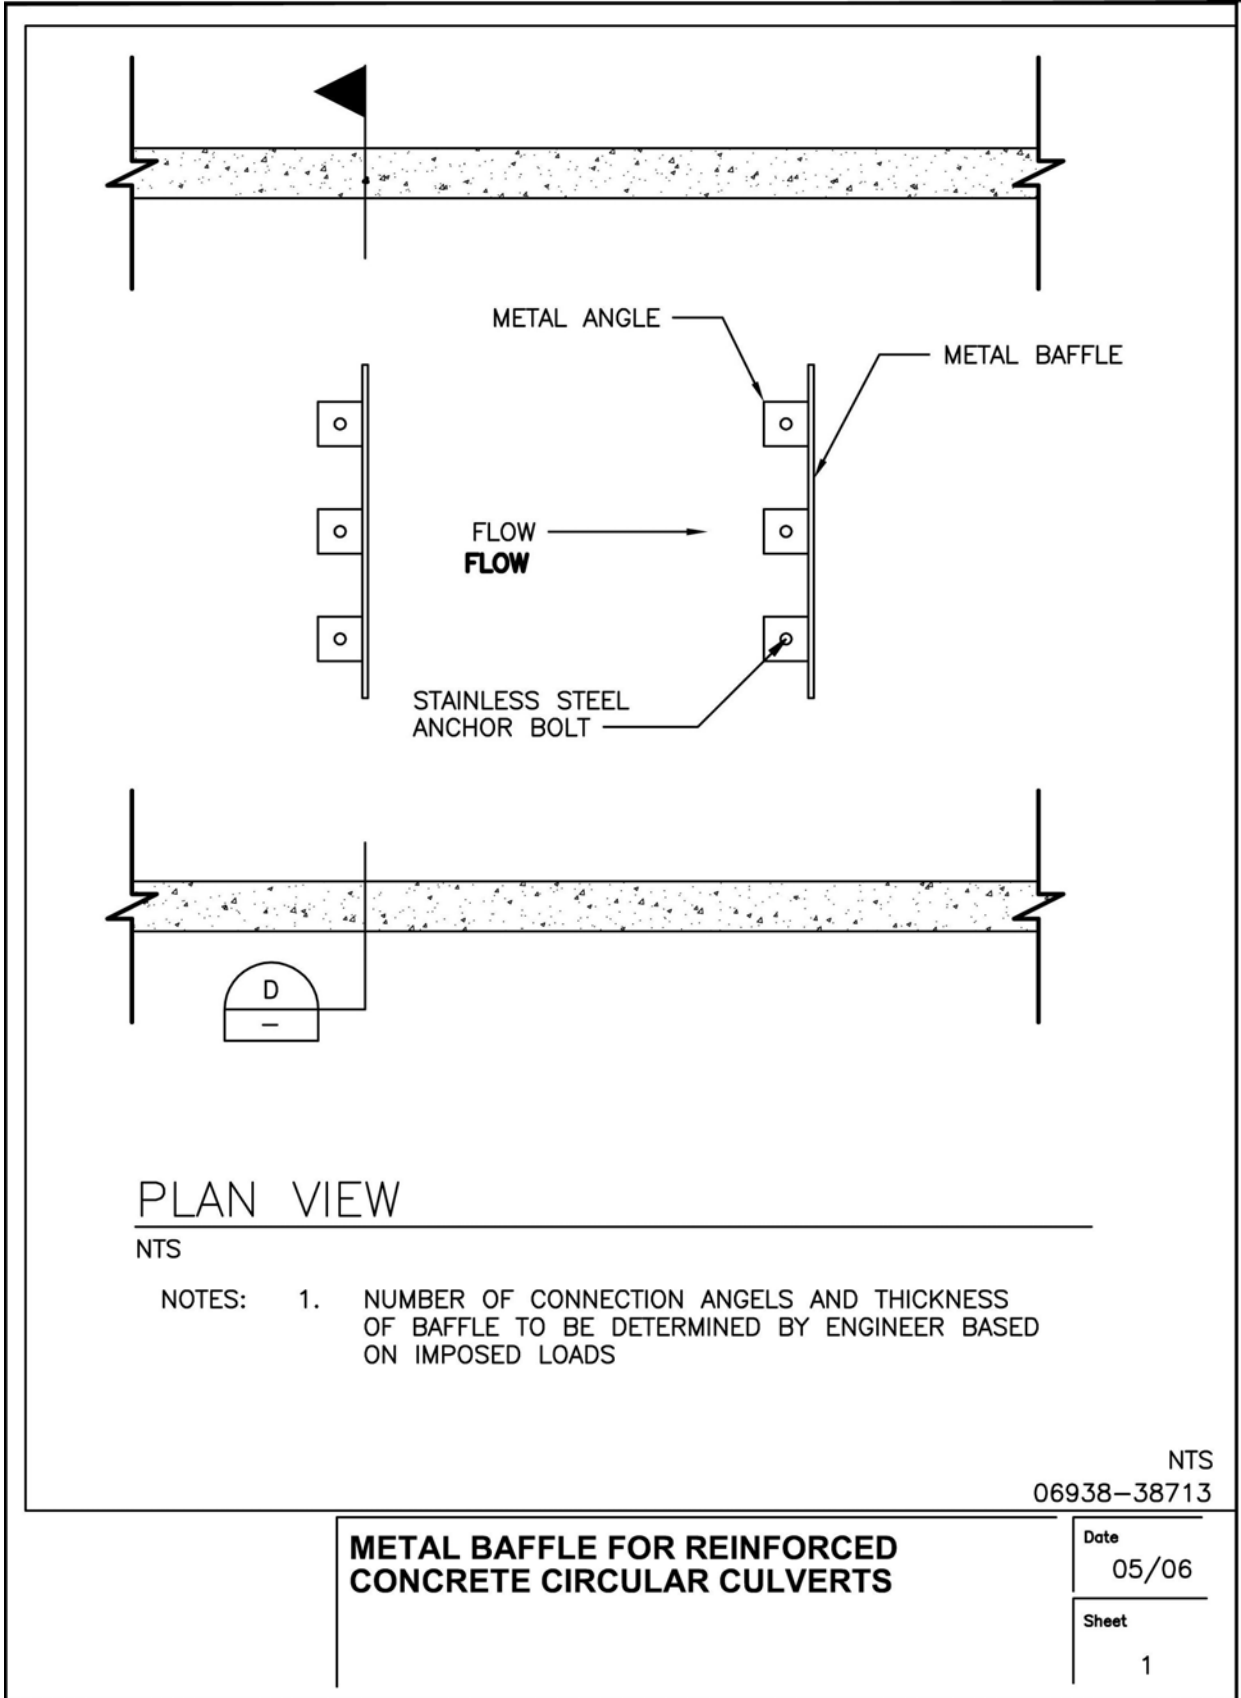 METAL ANGLE
METAL BAFFLE
FLOW
FLOW
STAINLESS STEEL
ANCHOR BOLT
D
–
PLAN VIEW
NTS
NOTES: 1. NUMBER OF CONNECTION ANGELS AND THICKNESS
OF BAFFLE TO BE DETERMINED BY ENGINEER BASED
ON IMPOSED LOADS
NTS
06938–38713
METAL BAFFLE FOR REINFORCED
CONCRETE CIRCULAR CULVERTS
Date
05/06
Sheet
1